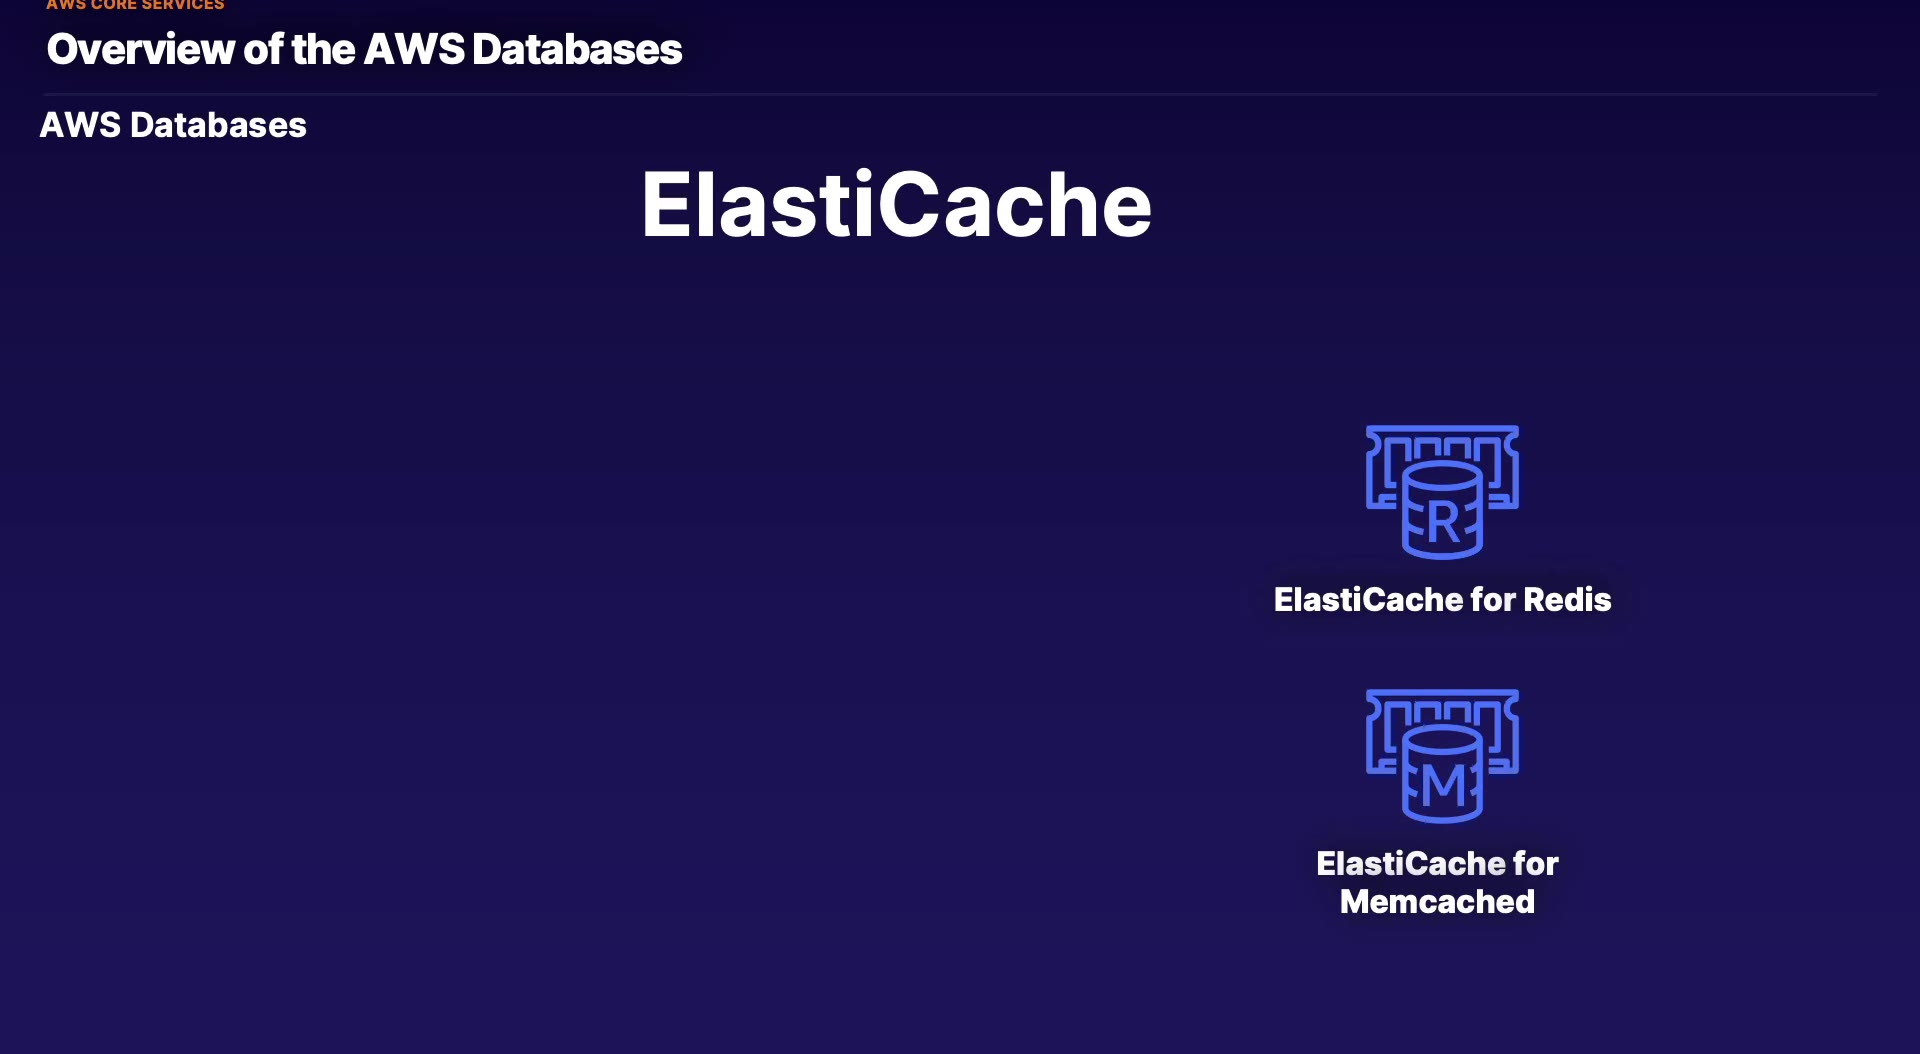 AWS CORE SERVICES
Overview of the AWS Databases
AWS Databases
ElastiCache
R
ElastiCache for Redis
M
ElastiCache for
Memcached